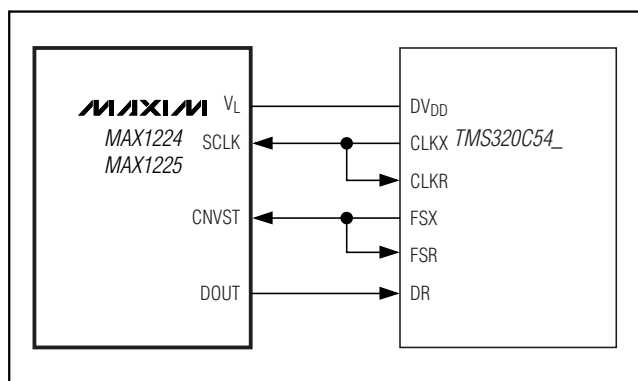 MAXIM VL DVDD
MAX1224 SCLK CLKX TMS320C54_
MAX1225 CLKR
CNVST FSX
FSR
DOUT DR